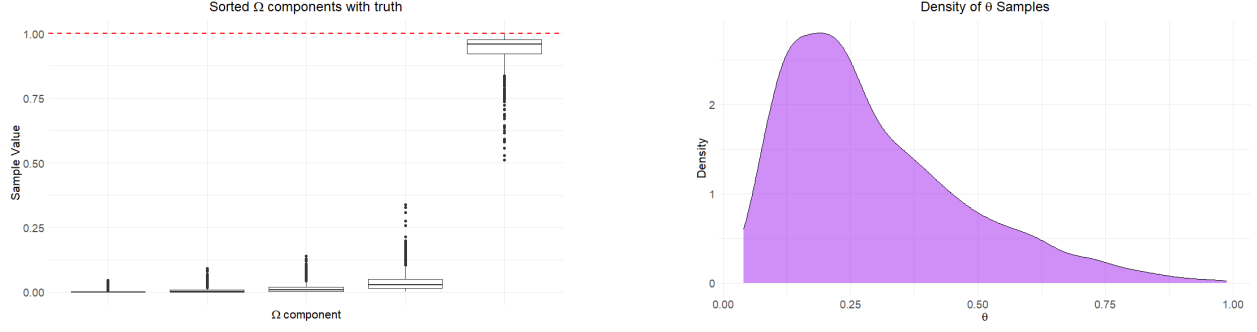 Sorted Ω components with truth
Sample Value
1.00
0.75
0.50
0.25
0.00
Ω component
Density of θ Samples
Density
2
1
0
0.00 0.25 0.50 0.75 1.00
θ